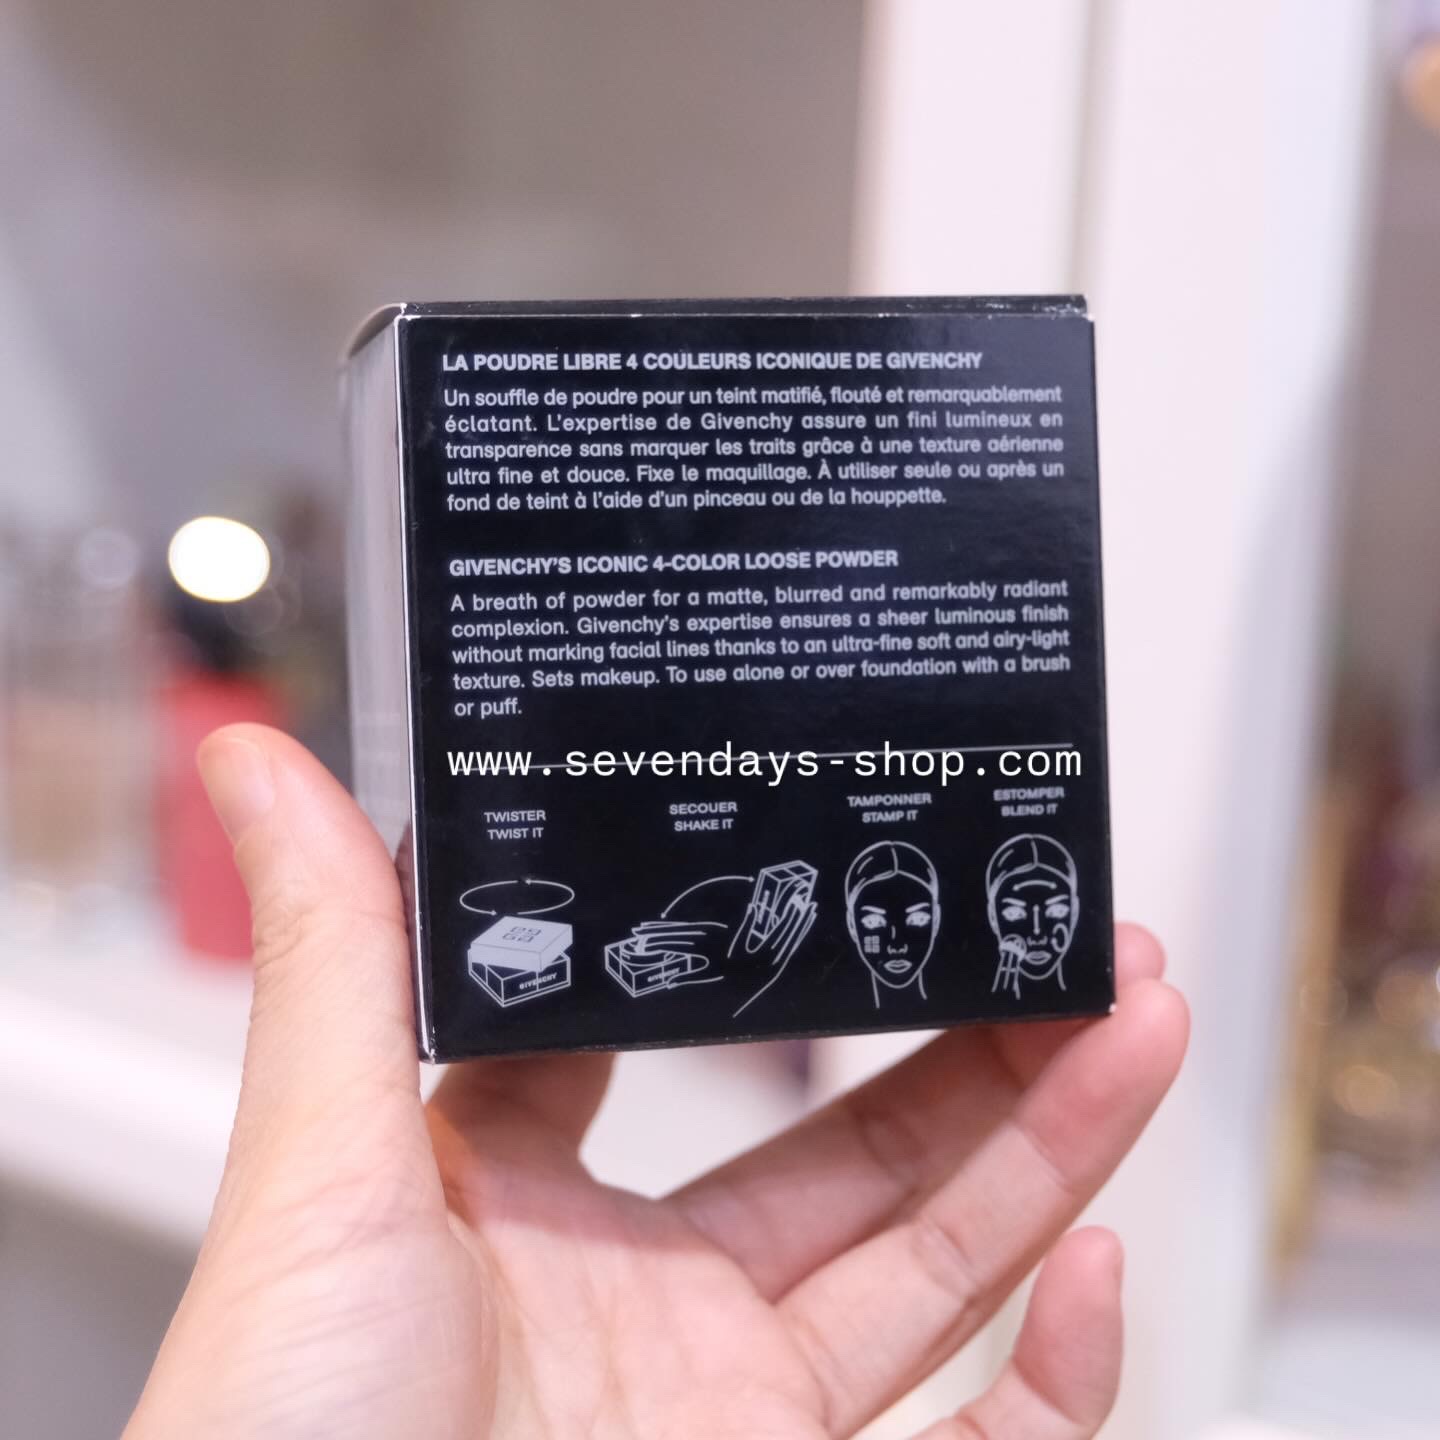 LA POUDRE LIBRE 4 COULEURS ICONIQUE DE GIVENCHY
Un souffle de poudre pour un teint matifié, flouté et remarquablement
éclatant. L'expertise de Givenchy assure un fini lumineux en
transparence sans marquer les traits grâce à une texture aérienne
ultra fine et douce. Fixe le maquillage. À utiliser seule ou après un
fond de teint à l'aide d'un pinceau ou de la houppette.
GIVENCHY'S ICONIC 4-COLOR LOOSE POWDER
A breath of powder for a matte, blurred and remarkably radiant
complexion. Givenchy's expertise ensures a sheer luminous finish
without marking facial lines thanks to an ultra-fine soft and airy-light
texture. Sets makeup. To use alone or over foundation with a brush
or puff.
www.sevendays-shop.com
TWISTER
TWIST IT
SECOUER
SHAKE IT
TAMPONNER
STAMP IT
ESTOMPER
BLEND IT
GIVENCHY
GIVENCHY